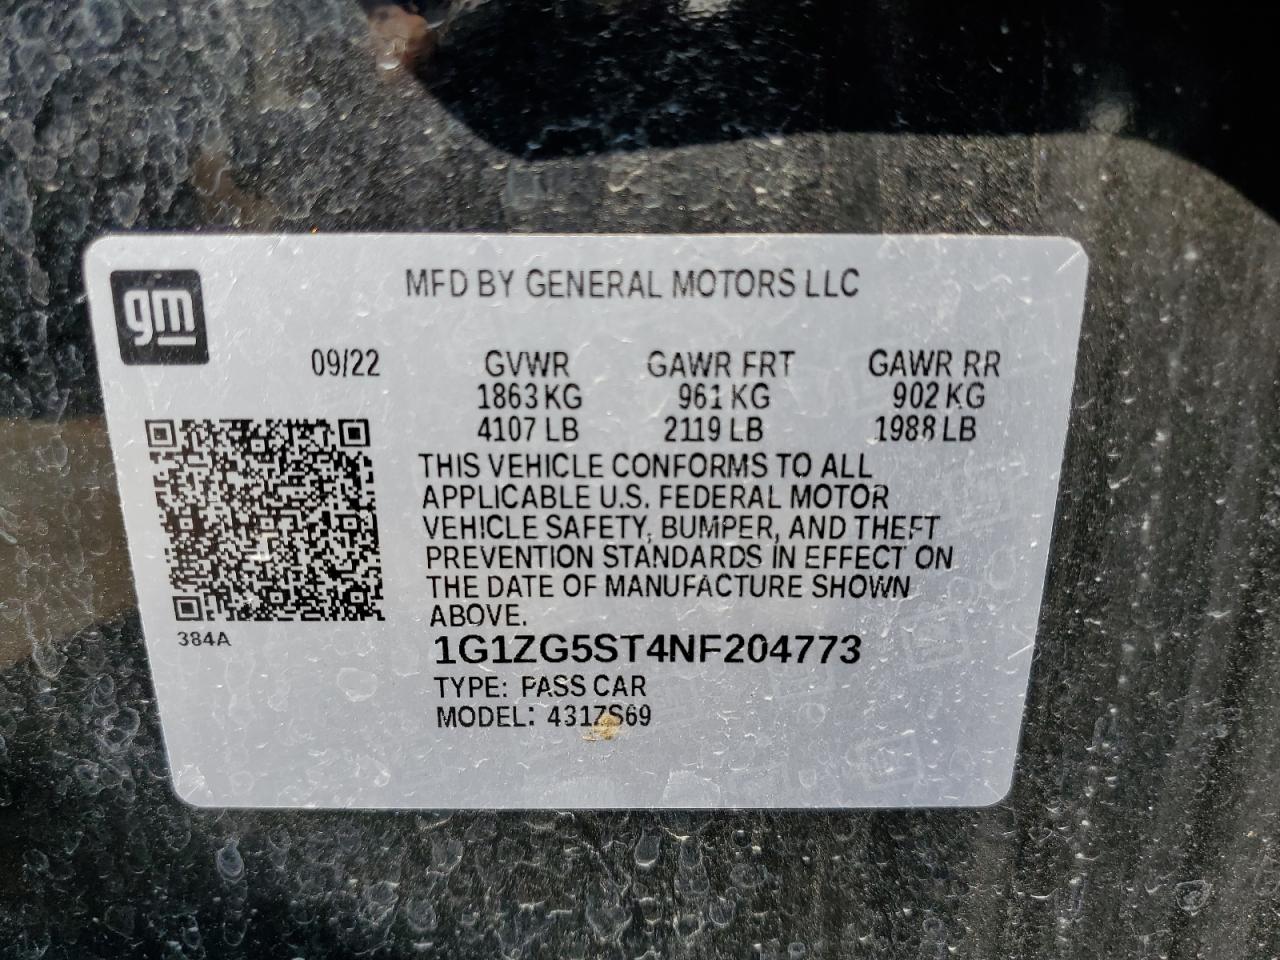 gm
MFD BY GENERAL MOTORS LLC
09/22 GVWR GAWR FRT GAWR RR
1863 KG 961 KG 902 KG
4107 LB 2119 LB 1988 LB
THIS VEHICLE CONFORMS TO ALL
APPLICABLE U.S. FEDERAL MOTOR
VEHICLE SAFETY, BUMPER, AND THEFT
PREVENTION STANDARDS IN EFFECT ON
THE DATE OF MANUFACTURE SHOWN
ABOVE.
384A
1G1ZG5ST4NF204773
TYPE: PASS CAR
MODEL: 431ZS69